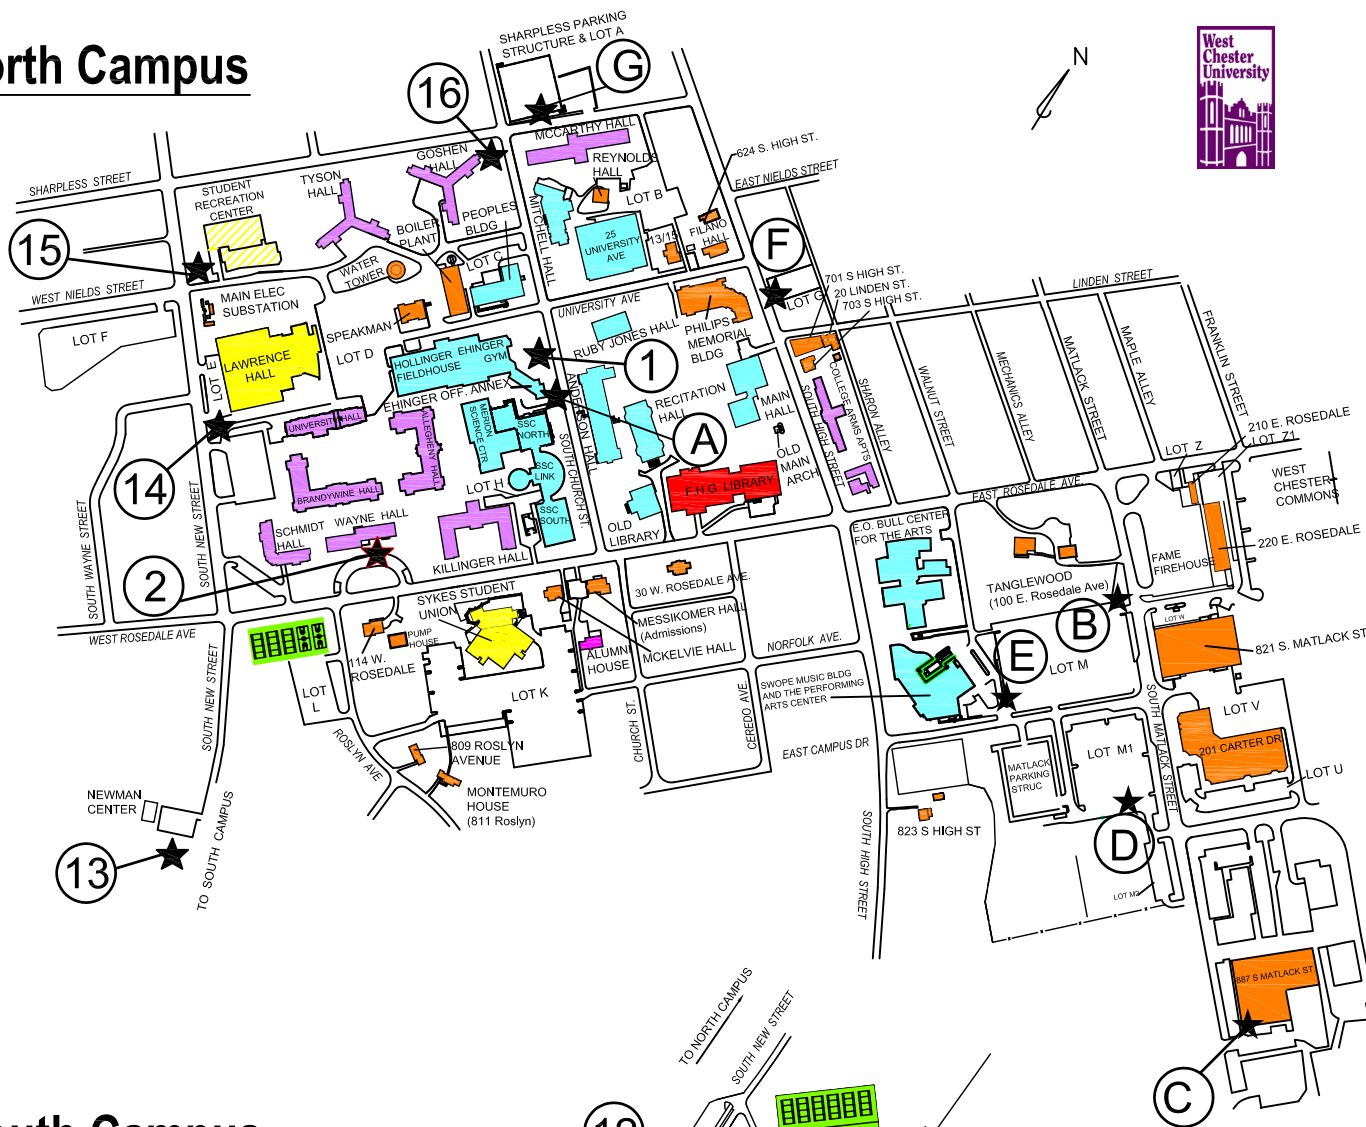 orth Campus
SHARPLESS PARKING
STRUCTURE & LOT A
G
16
N
West
Chester
University
MCCARTHY HALL
GOSHEN
HALL
REYNOLDS
HALL
624 S. HIGH ST.
SHARPLESS STREET
EAST NIELDS STREET
STUDENT
RECREATION
CENTER
TYSON
HALL
LOT B
BOILER
PLANT
PEOPLES
BLDG
MITCHELL HALL
25
UNIVERSITY
AVE
13/15
FILANO
HALL
F
15
LOT C
WATER
TOWER
701 S HIGH ST.
20 LINDEN ST.
703 S HIGH ST.
LOT G
LINDEN STREET
WEST NIELDS STREET
MAIN ELEC
SUBSTATION
UNIVERSITY AVE
LOT F
SPEAKMAN
LOT D
RUBY JONES HALL
PHILIPS
MEMORIAL
BLDG
FRANKLIN STREET
MAPLE ALLEY
MATLACK STREET
MECHANICS ALLEY
WALNUT STREET
SHARON ALLEY
LAWRENCE
HALL
LOT E
HOLLINGER
FIELDHOUSE
EHINGER
GYM
1
EHINGER OFF. ANNEX
ANDERSON HALL
RECITATION
HALL
MAIN
HALL
SOUTH HIGH STREET
COLLEGE ARMS APTS
UNIVERSITY HALL
ALLEGHENY HALL
MERION
SCIENCE CTR
SSC
NORTH
A
OLD
MAIN
ARCH
210 E. ROSEDALE
LOT Z1
LOT Z
14
SSC
LINK
SOUTH CHURCH ST.
F.H.G LIBRARY
WEST
CHESTER
COMMONS
BRANDYWINE HALL
LOT H
EAST ROSEDALE AVE.
SOUTH WAYNE STREET
SOUTH NEW STREET
SCHMIDT
HALL
WAYNE HALL
SSC
SOUTH
OLD
LIBRARY
E.O. BULL CENTER
FOR THE ARTS
220 E. ROSEDALE
FAME
FIREHOUSE
KILLINGER HALL
2
TANGLEWOOD
(100 E. Rosedale Ave)
SYKES STUDENT
UNION
30 W. ROSEDALE AVE.
B
LOT W
MESSIKOMER HALL
(Admissions)
WEST ROSEDALE AVE
PUMP
HOUSE
NORFOLK AVE.
821 S. MATLACK ST
114 W.
ROSEDALE
ALUMNI
HOUSE
MCKELVIE HALL
E
LOT M
SWOPE MUSIC BLDG
AND THE PERFORMING
ARTS CENTER
LOT
L
LOT K
SOUTH NEW STREET
ROSLYN AVE
CHURCH ST.
CEREDO AVE.
LOT V
SOUTH MATLACK STREET
809 ROSLYN
AVENUE
EAST CAMPUS DR
LOT M1
201 CARTER DR
MATLACK
PARKING
STRUC
LOT U
NEWMAN
CENTER
MONTEMURO
HOUSE
(811 Roslyn)
TO SOUTH CAMPUS
SOUTH HIGH STREET
823 S HIGH ST
D
13
LOT M2
887 S MATLACK ST.
TO NORTH CAMPUS
SOUTH NEW STREET
C
outh Campus
12